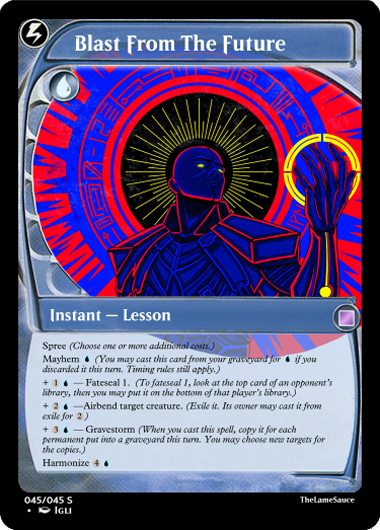 Blast From The Future
Instant — Lesson
Spree (Choose one or more additional costs.)
Mayhem (You may cast this card from your graveyard for if you
discarded it this turn. Timing rules still apply.)
+ 1 — Fateseal 1. (To fateseal 1, look at the top card of an opponent's
library, then you may put it on the bottom of that player's library.)
+ 2 —Airbend target creature. (Exile it. Its owner may cast it from
exile for 2)
+ 3 — Gravestorm (When you cast this spell, copy it for each
permanent put into a graveyard this turn. You may choose new targets for
the copies.)
Harmonize 4
045/045 S
TheLameSauce
• IGLI